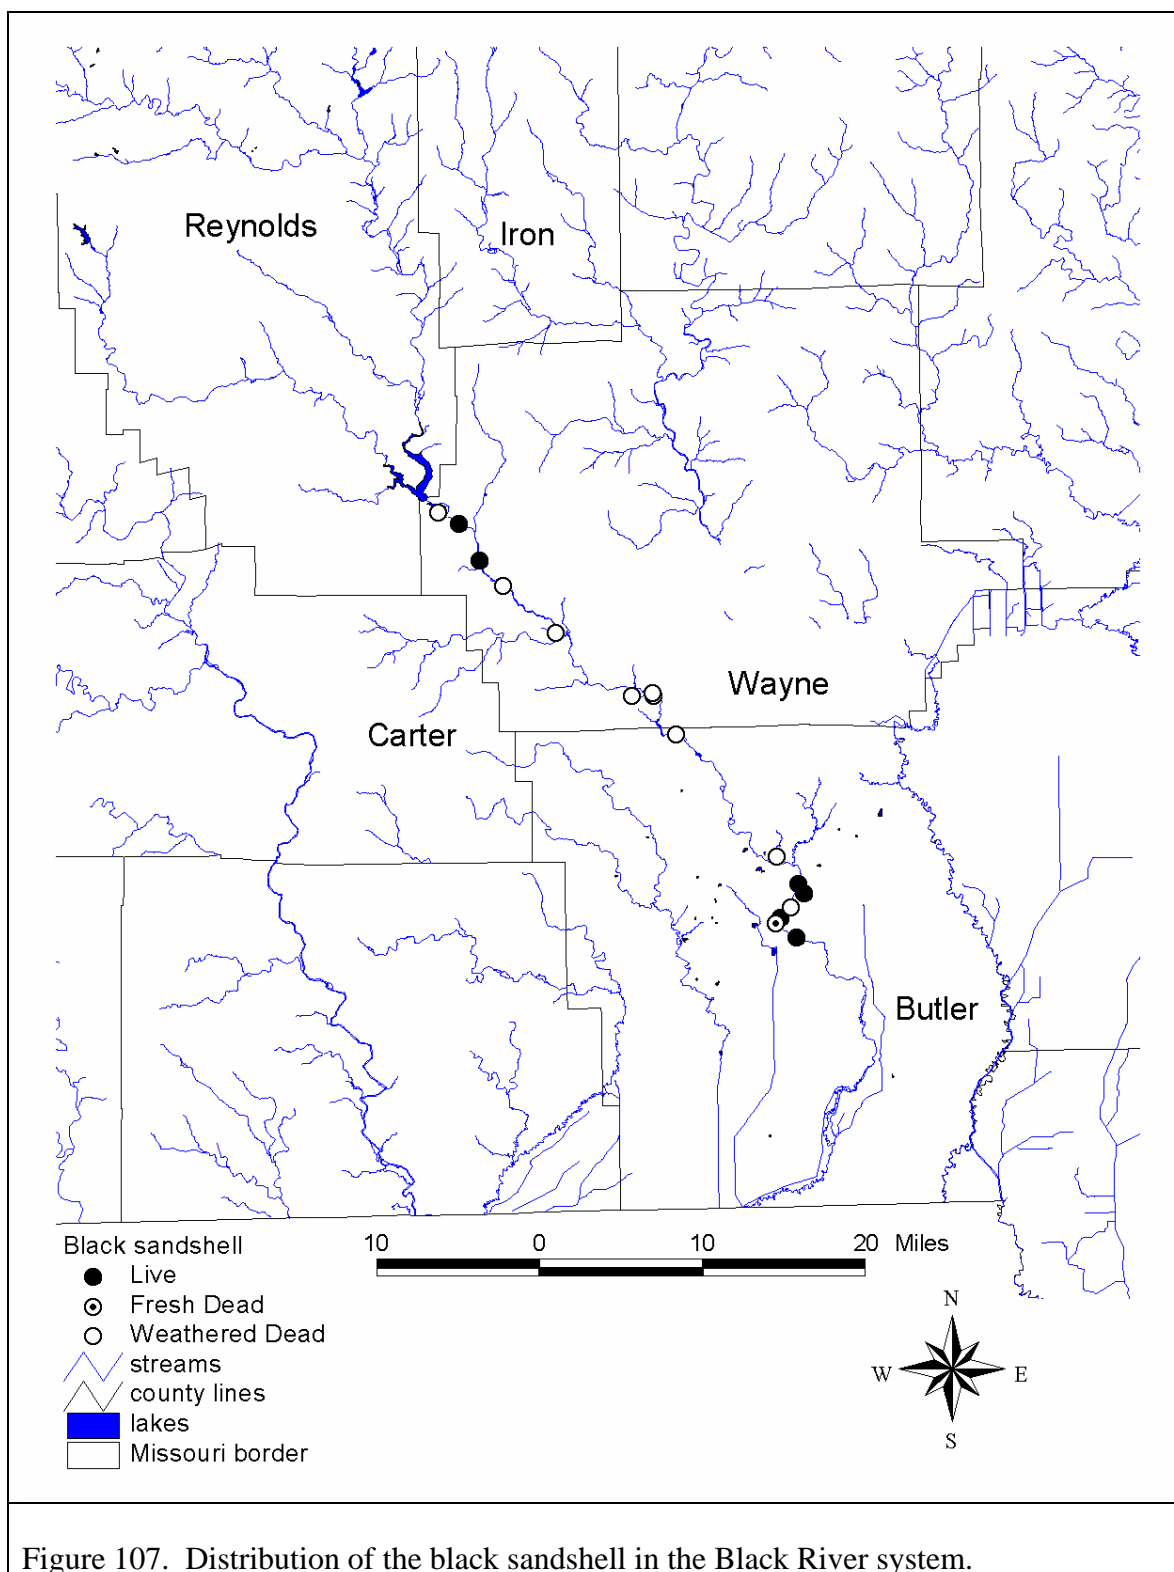 Reynolds
Iron
Wayne
Carter
Butler
Black sandshell
Live
Fresh Dead
Weathered Dead
streams
county lines
lakes
Missouri border
10 0 10 20 Miles
N
W E
S
Figure 107. Distribution of the black sandshell in the Black River system.